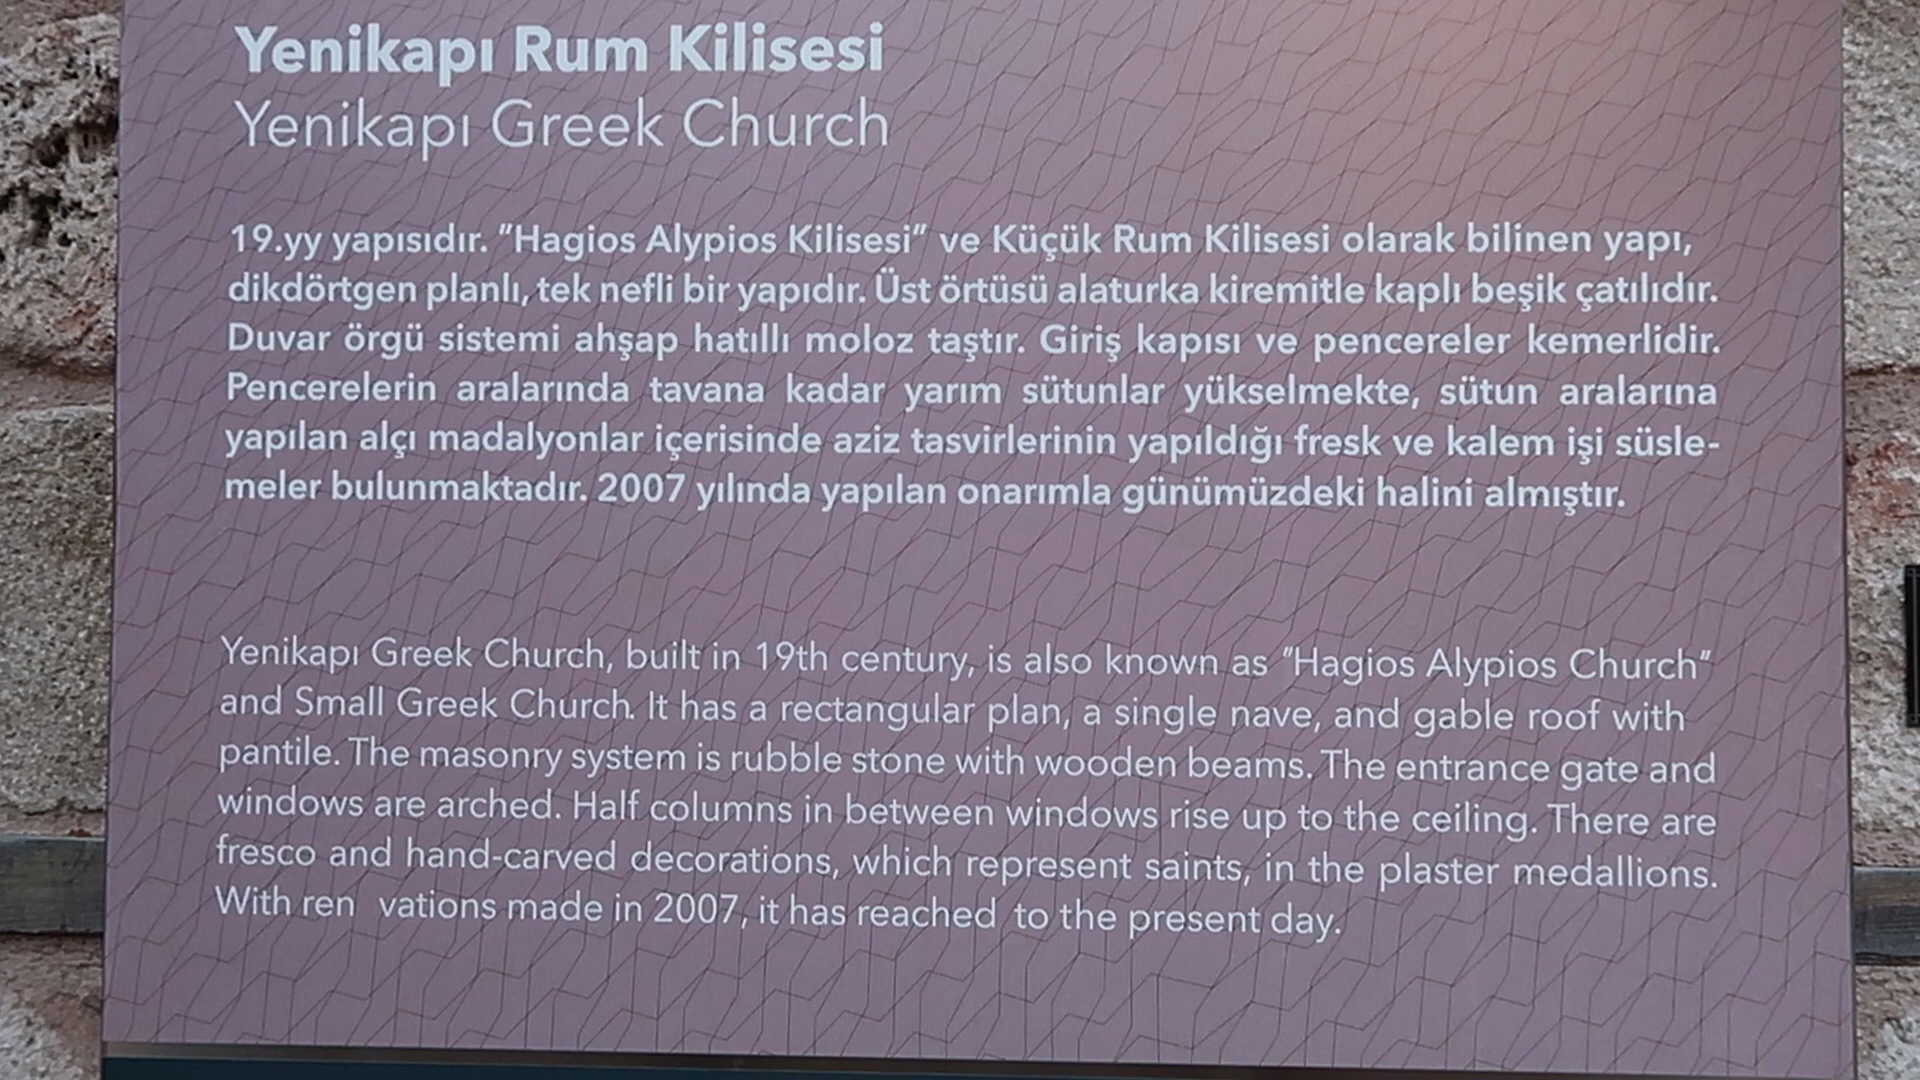 Yenikapı Rum Kilisesi
Yenikapı Greek Church
19.yy yapısıdır. "Hagios Alypios Kilisesi" ve Küçük Rum Kilisesi olarak bilinen yapı,
dikdörtgen planlı, tek nefli bir yapıdır. Üst örtüsü alaturka kiremitle kaplı beşik çatılıdır.
Duvar örgü sistemi ahşap hatıllı moloz taştır. Giriş kapısı ve pencereler kemerlidir.
Pencerelerin aralarında tavana kadar yarım sütunlar yükselmekte, sütun aralarına
yapılan alçı madalyonlar içerisinde aziz tasvirlerinin yapıldığı fresk ve kalem işi süsle-
meler bulunmaktadır. 2007 yılında yapılan onarımla günümüzdeki halini almıştır.
Yenikapı Greek Church, built in 19th century, is also known as "Hagios Alypios Church"
and Small Greek Church. It has a rectangular plan, a single nave, and gable roof with
pantile. The masonry system is rubble stone with wooden beams. The entrance gate and
windows are arched. Half columns in between windows rise up to the ceiling. There are
fresco and hand-carved decorations, which represent saints, in the plaster medallions.
With ren vations made in 2007, it has reached to the present day.